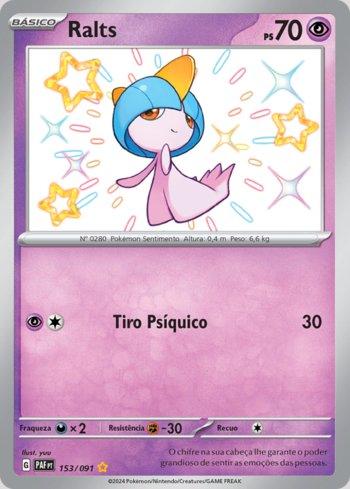 BÁSICO
Ralts
PS 70
Nº 0280 Pokémon Sentimento Altura: 0,4 m Peso: 6,6 kg
Tiro Psíquico 30
Fraqueza ×2 Resistência -30 Recuo
Ilust. yuu
G PAF PT 153/091
A saliência curva na sua cabeça lhe garante o poder
grandioso de sentir as emoções das pessoas.
©2024 Pokémon/Nintendo/Creatures/GAME FREAK